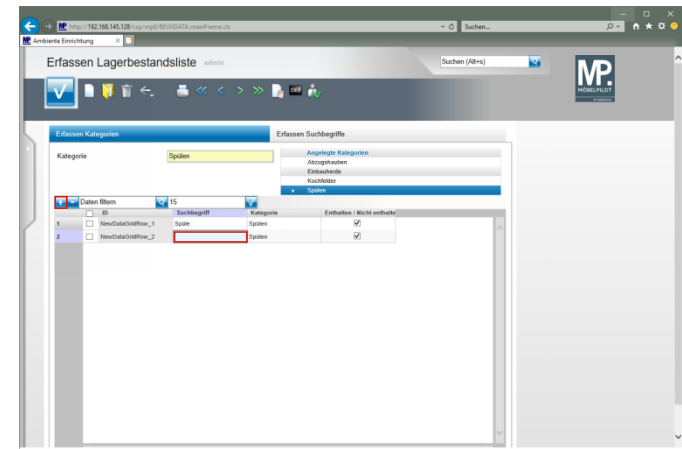 http://192.168.145.128/csp/mpli/BEWIDATA.mainFrame.cls
Suchen...
Ambiente Einrichtung
Erfassen Lagerbestandsliste admin
Suchen (Alt+s)
MP.
MÖBELPILOT
Erfassen Kategorien
Erfassen Suchbegriffe
Kategorie
Spülen
Angelegte Kategorien
Abzugshauben
Einbauherde
Kochfelder
Spülen
Daten filtern
15
ID Suchbegriff Kategorie Enthalten / Nicht enthalte
1 NewDataGridRow_1 Spüle Spülen
2 NewDataGridRow_2 Spülen